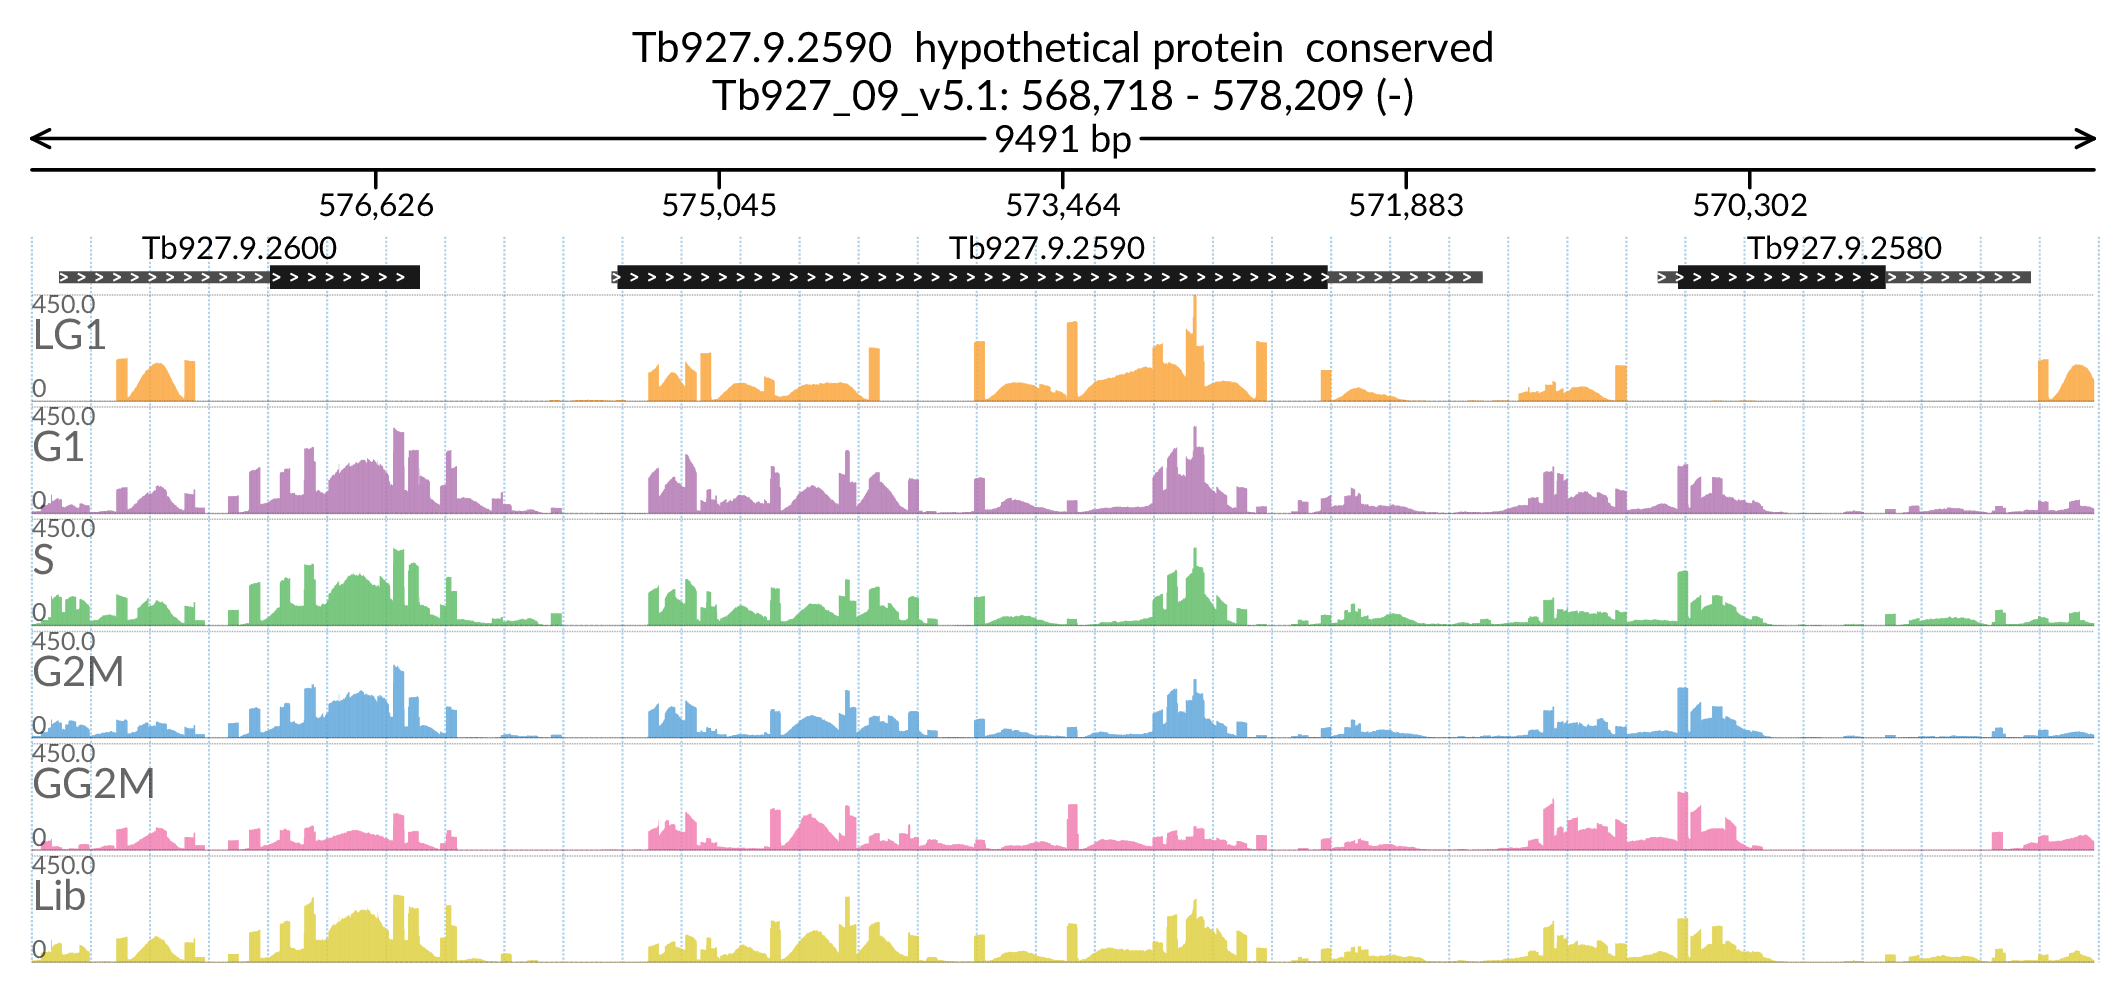 Tb927.9.2590 hypothetical protein conserved
Tb927_09_v5.1: 568,718 - 578,209 (-)
9491 bp
576,626 575,045 573,464 571,883 570,302
Tb927.9.2600 Tb927.9.2590 Tb927.9.2580
450.0
LG1
0
450.0
G1
0
450.0
S
0
450.0
G2M
0
450.0
GG2M
0
450.0
Lib
0